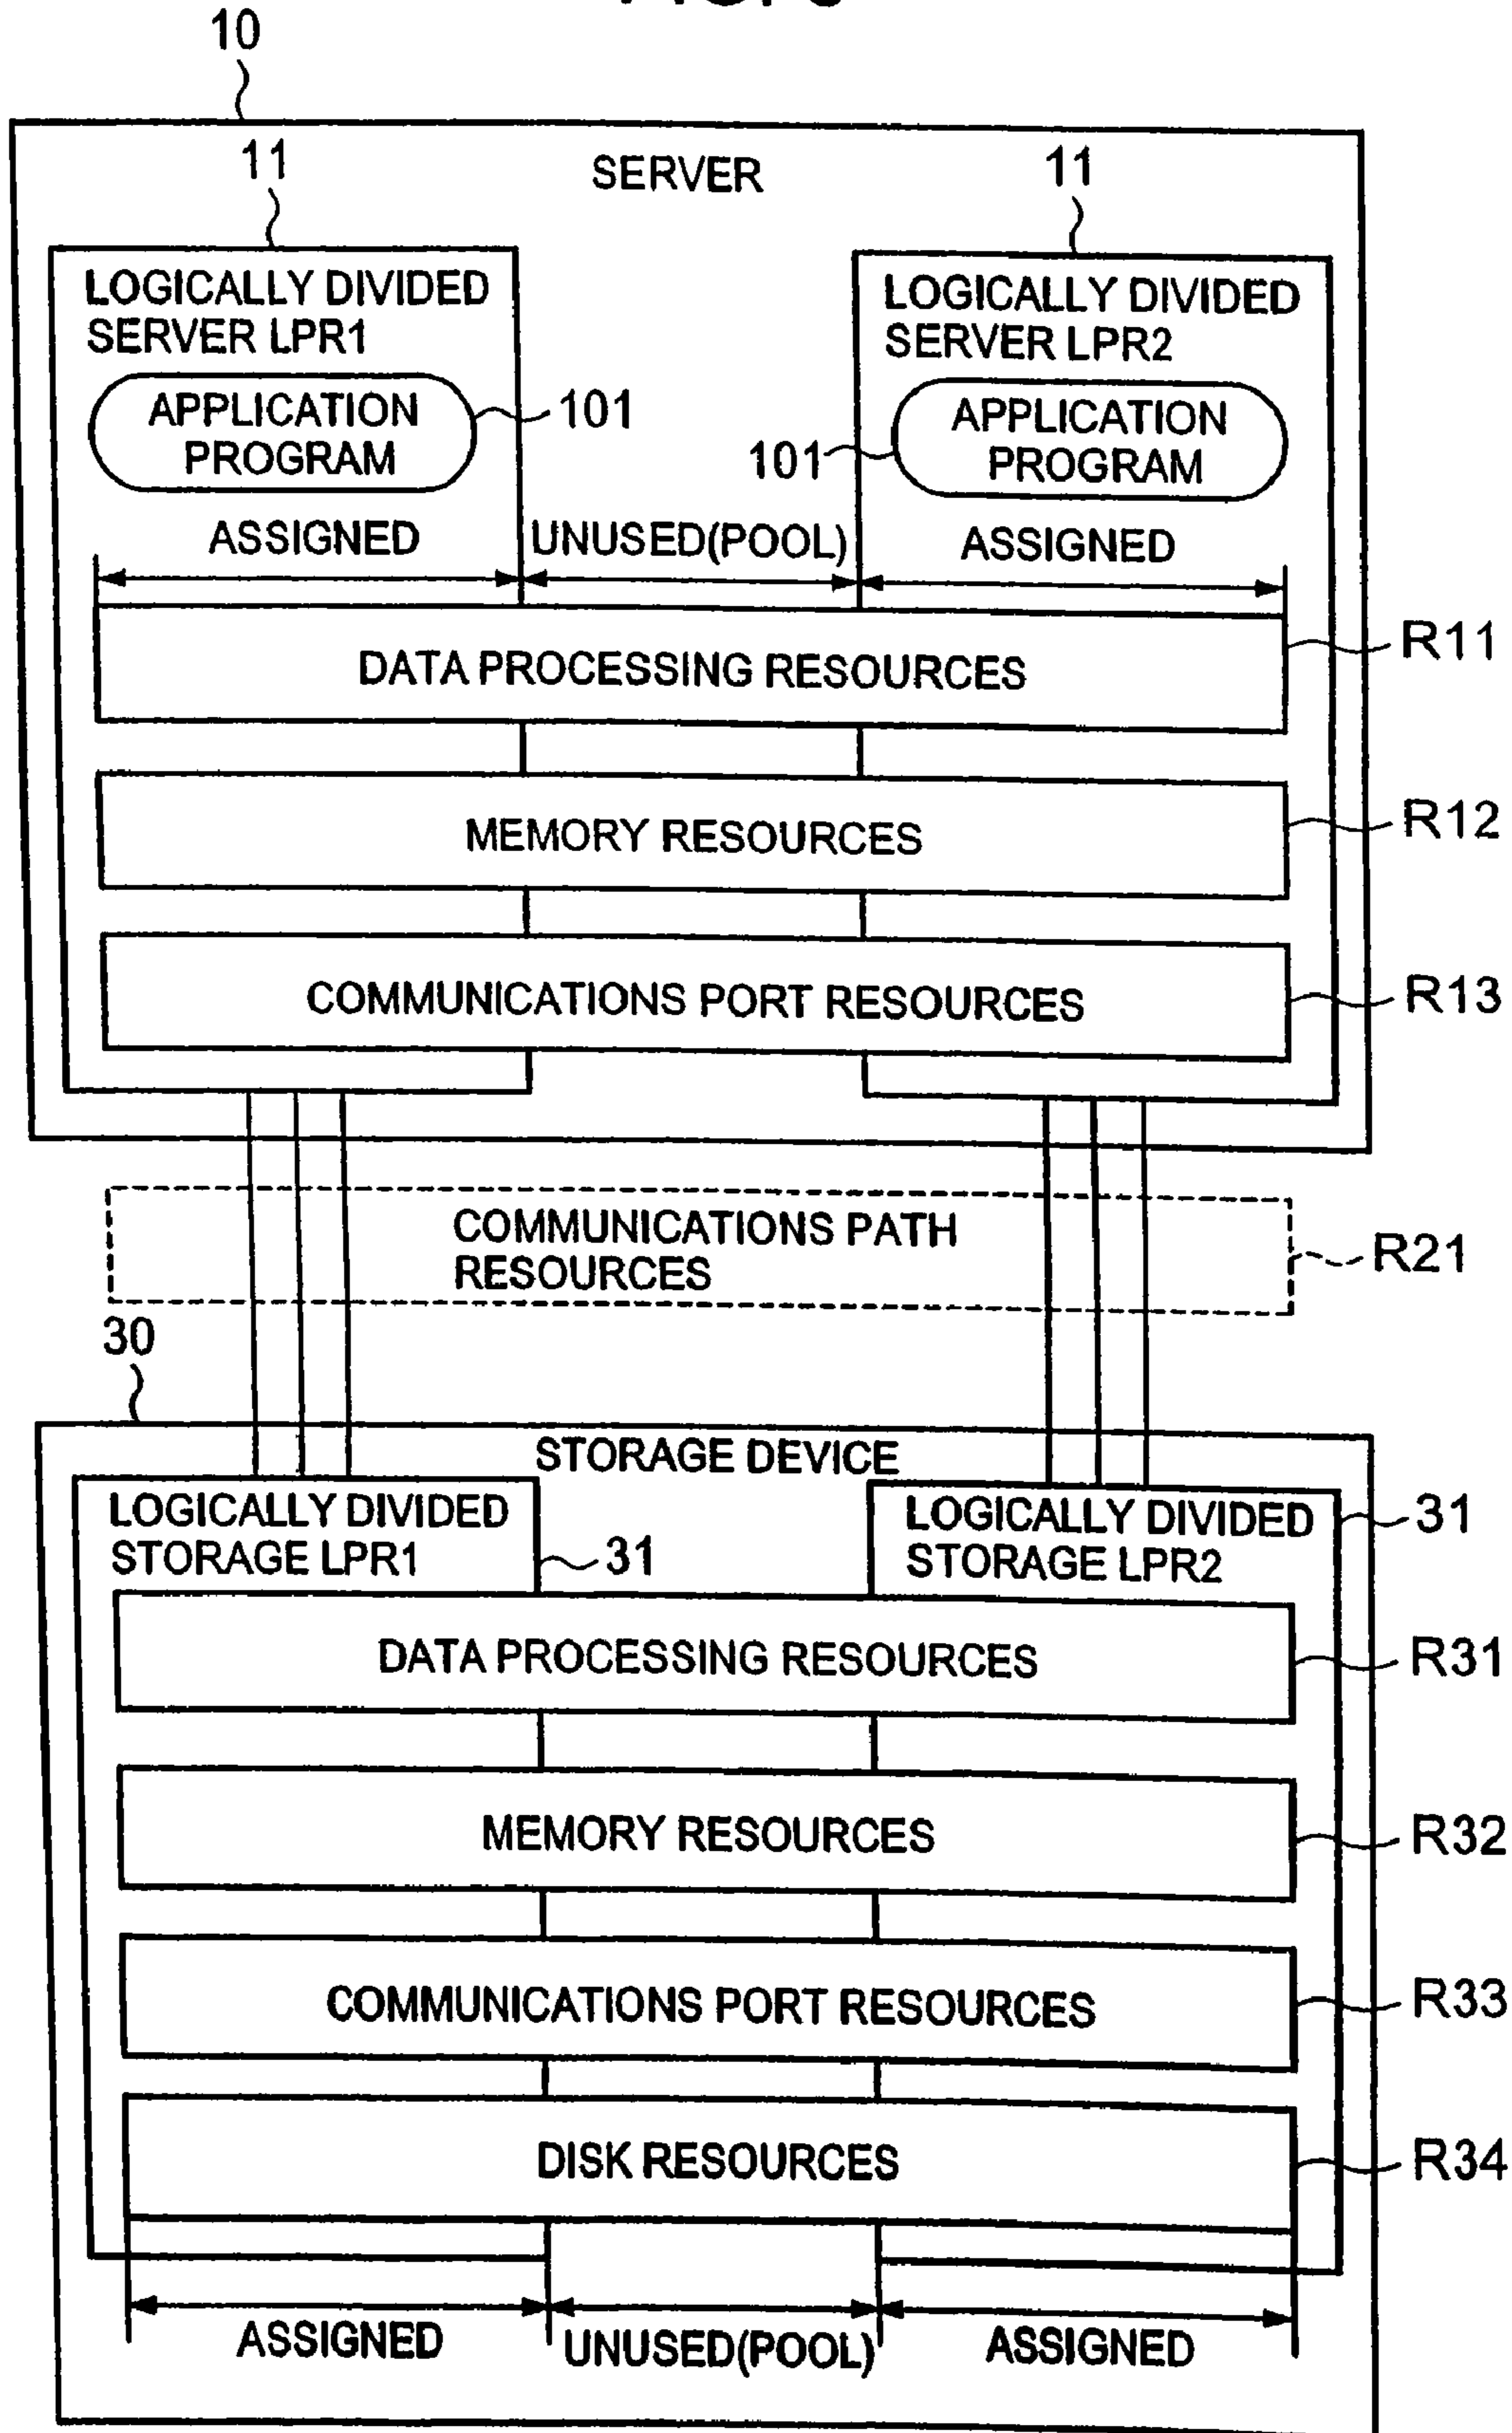 10
SERVER
11
11
LOGICALLY DIVIDED
SERVER LPR1
LOGICALLY DIVIDED
SERVER LPR2
APPLICATION
PROGRAM
101
101
APPLICATION
PROGRAM
ASSIGNED
UNUSED(POOL)
ASSIGNED
DATA PROCESSING RESOURCES
R11
MEMORY RESOURCES
R12
COMMUNICATIONS PORT RESOURCES
R13
COMMUNICATIONS PATH
RESOURCES
R21
30
STORAGE DEVICE
LOGICALLY DIVIDED
STORAGE LPR1
31
LOGICALLY DIVIDED
STORAGE LPR2
31
DATA PROCESSING RESOURCES
R31
MEMORY RESOURCES
R32
COMMUNICATIONS PORT RESOURCES
R33
DISK RESOURCES
R34
ASSIGNED
UNUSED(POOL)
ASSIGNED